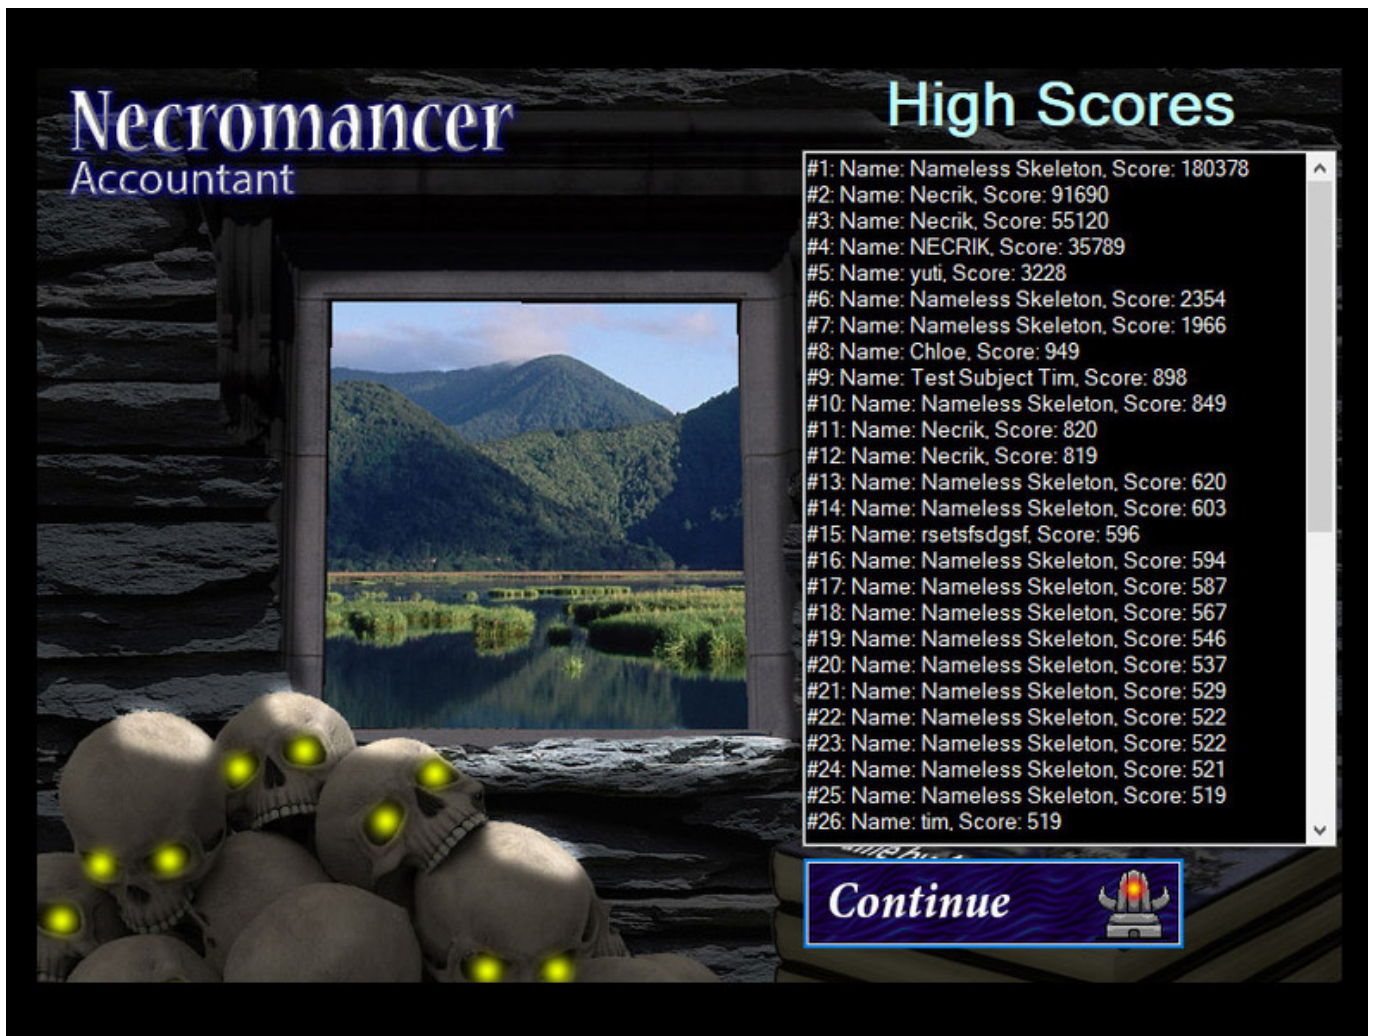 Necromancer
Accountant
High Scores
#1: Name: Nameless Skeleton, Score: 180378
#2: Name: Necrik, Score: 91690
#3: Name: Necrik, Score: 55120
#4: Name: NECRIK, Score: 35789
#5: Name: yuti, Score: 3228
#6: Name: Nameless Skeleton, Score: 2354
#7: Name: Nameless Skeleton, Score: 1966
#8: Name: Chloe, Score: 949
#9: Name: Test Subject Tim, Score: 898
#10: Name: Nameless Skeleton, Score: 849
#11: Name: Necrik, Score: 820
#12: Name: Necrik, Score: 819
#13: Name: Nameless Skeleton, Score: 620
#14: Name: Nameless Skeleton, Score: 603
#15: Name: rsetsfsdgsf, Score: 596
#16: Name: Nameless Skeleton, Score: 594
#17: Name: Nameless Skeleton, Score: 587
#18: Name: Nameless Skeleton, Score: 567
#19: Name: Nameless Skeleton, Score: 546
#20: Name: Nameless Skeleton, Score: 537
#21: Name: Nameless Skeleton, Score: 529
#22: Name: Nameless Skeleton, Score: 522
#23: Name: Nameless Skeleton, Score: 522
#24: Name: Nameless Skeleton, Score: 521
#25: Name: Nameless Skeleton, Score: 519
#26: Name: tim, Score: 519
Continue